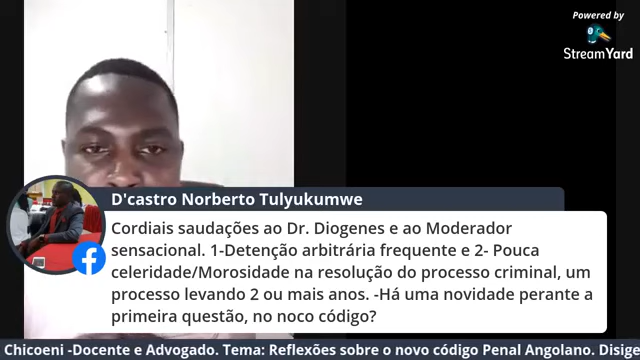 Powered by
StreamYard
D'castro Norberto Tulyukumwe
Cordiais saudações ao Dr. Diogenes e ao Moderador
sensacional. 1-Detenção arbitrária frequente e 2- Pouca
celeridade/Morosidade na resolução do processo criminal, um
processo levando 2 ou mais anos. -Há uma novidade perante a
primeira questão, no noco código?
Chicoeni -Docente e Advogado. Tema: Reflexões sobre o novo código Penal Angolano. Disige